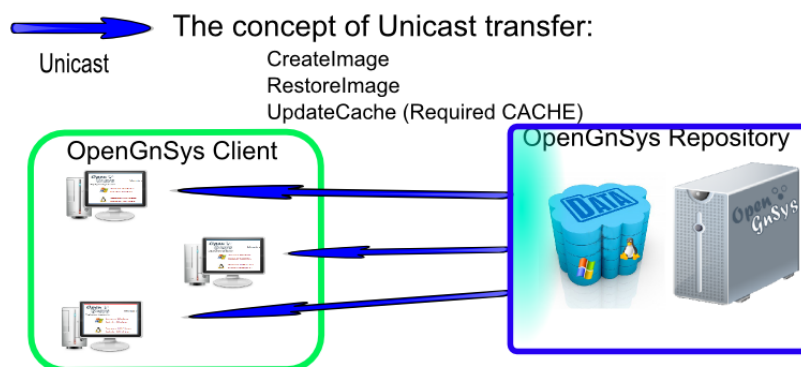 The concept of Unicast transfer:
Unicast
CreateImage
RestoreImage
UpdateCache (Required CACHE)
OpenGnSys Client
OpenGnSys Repository
DATA
Open
GnSys